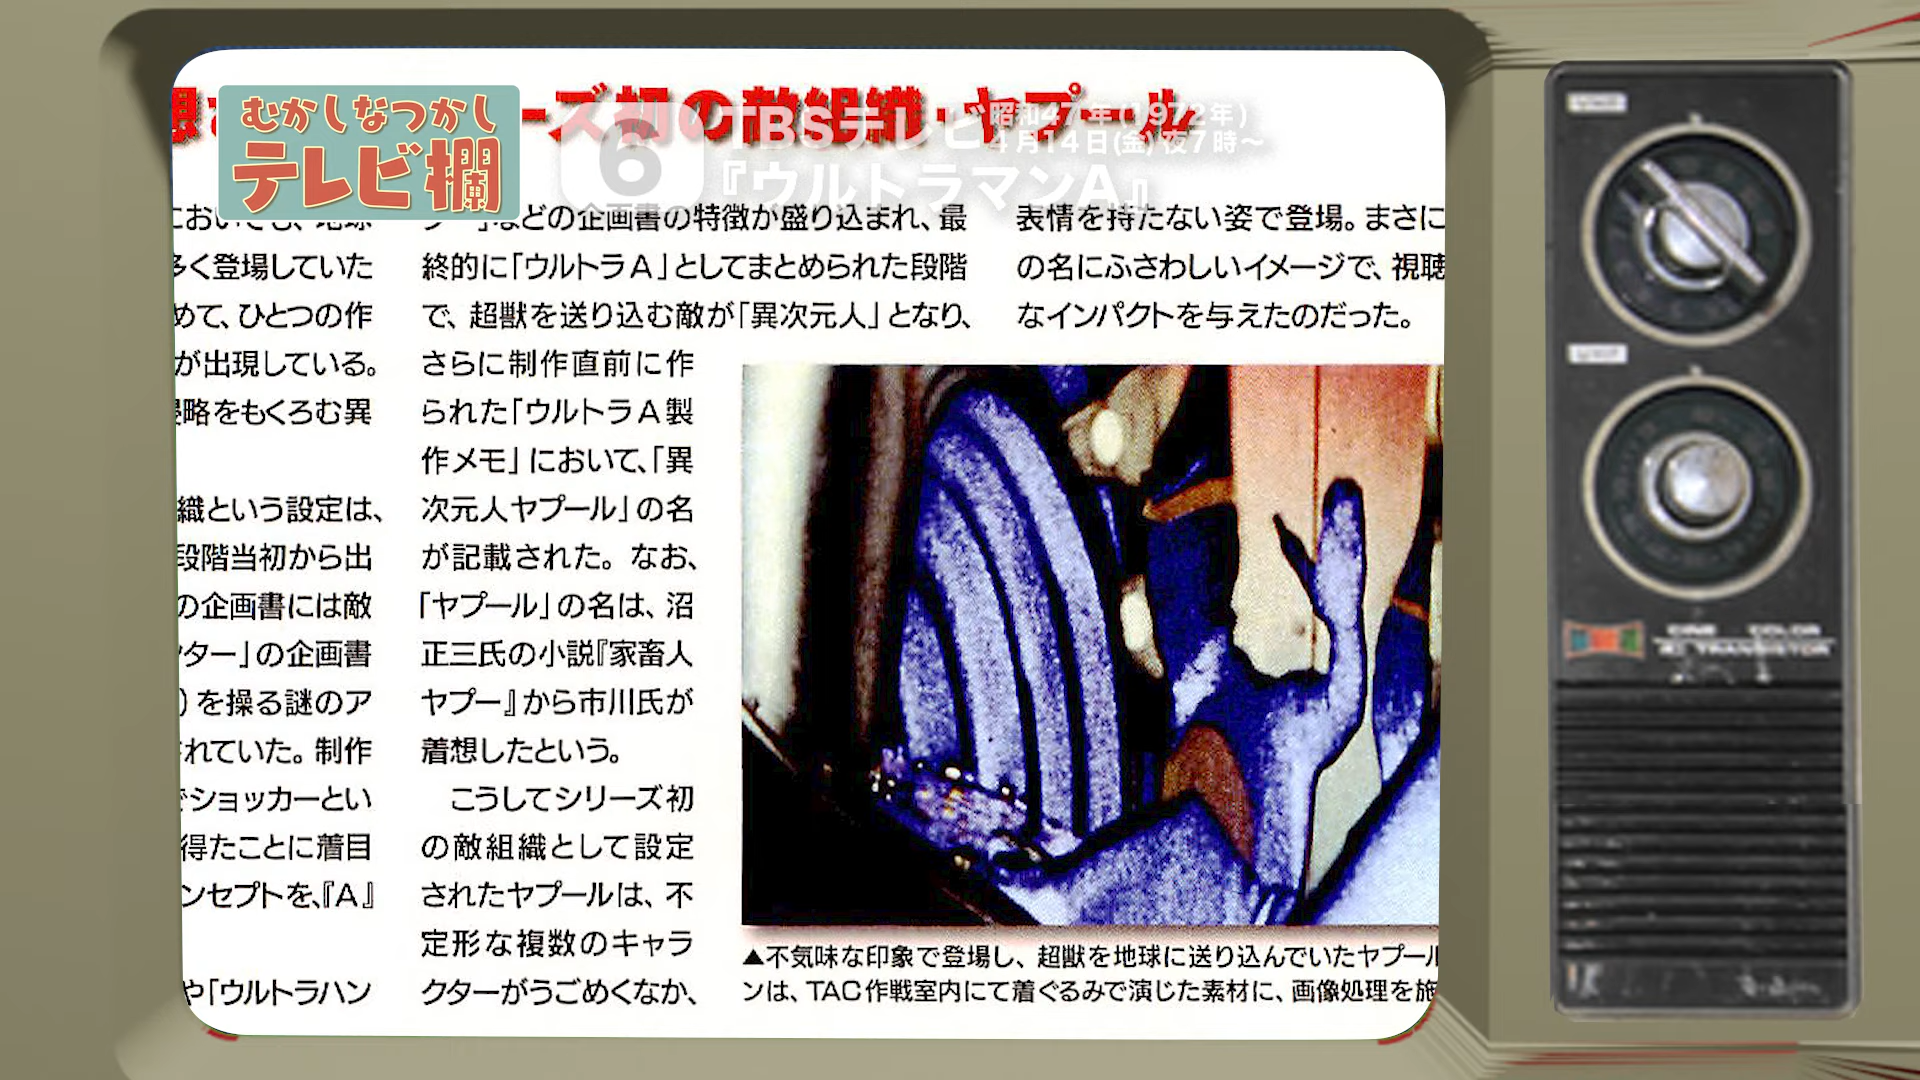 むかしなつかし
テレビ欄
ーズ初の敵組織・ヤプール
6
TBSテレビ
昭和47年(1972年)
4月14日(金)夜7時～
『ウルトラマンA』
多く登場していた
めて、ひとつの作
が出現している。
略をもくろむ異
織という設定は、
段階当初から出
の企画書には敵
ター」の企画書
)を操る謎のア
れていた。制作
ショッカーとい
得たことに着目
ンセプトを、『A』
や「ウルトラハン
」などの企画書の特徴が盛り込まれ、最
終的に「ウルトラA」としてまとめられた段階
で、超獣を送り込む敵が「異次元人」となり、
さらに制作直前に作
られた「ウルトラA製
作メモ」において、「異
次元人ヤプール」の名
が記載された。なお、
「ヤプール」の名は、沼
正三氏の小説『家畜人
ヤプー』から市川氏が
着想したという。
こうしてシリーズ初
の敵組織として設定
されたヤプールは、不
定形な複数のキャラ
クターがうごめくなか、
表情を持たない姿で登場。まさに
の名にふさわしいイメージで、視聴
なインパクトを与えたのだった。
▲不気味な印象で登場し、超獣を地球に送り込んでいたヤプール
ンは、TAC作戦室内にて着ぐるみで演じた素材に、画像処理を施
CINE COLOR
TRANSISTOR